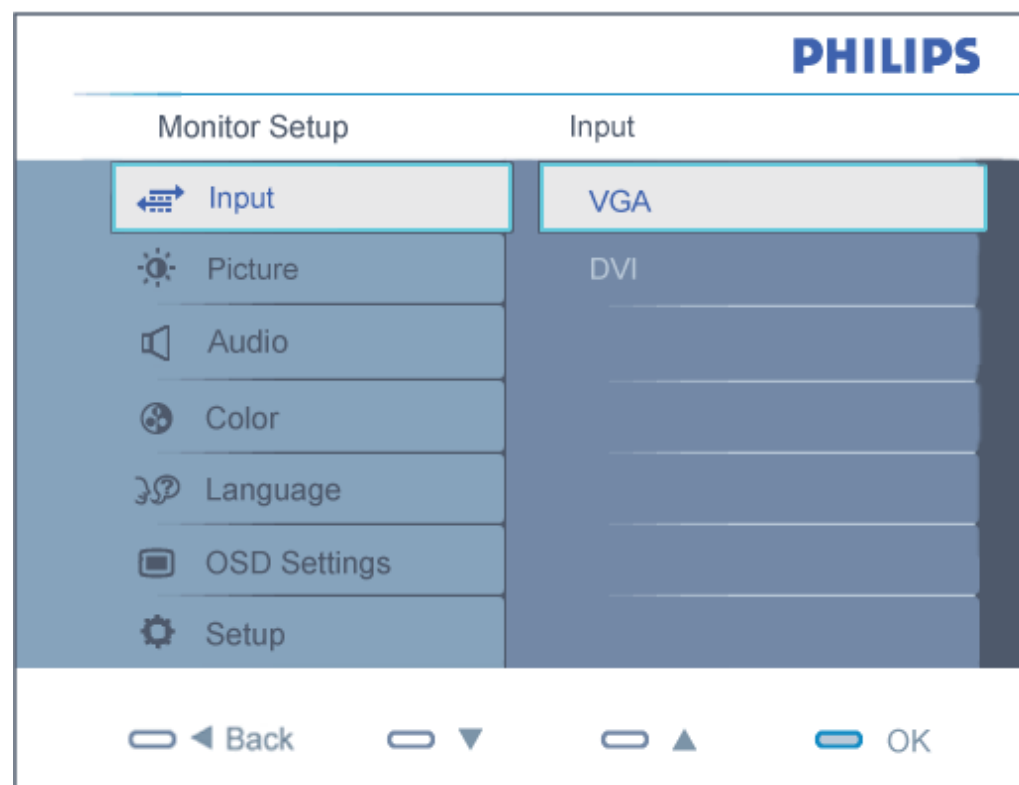 PHILIPS
Monitor Setup Input
Input VGA
Picture DVI
Audio
Color
Language
OSD Settings
Setup
Back OK